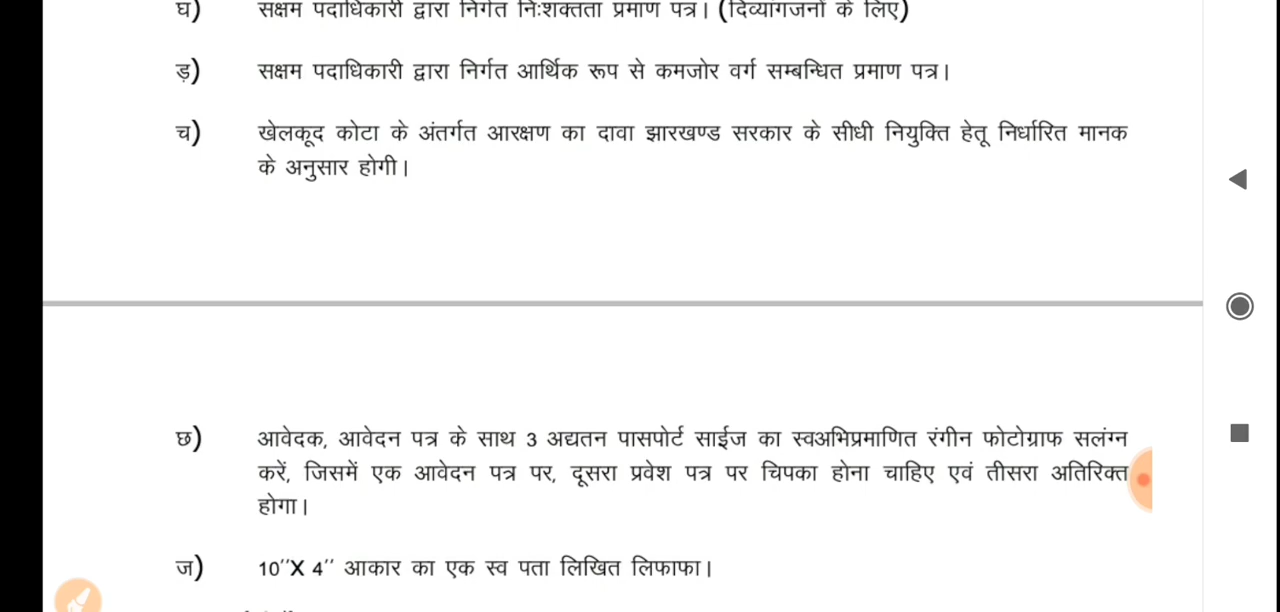 घ) सक्षम पदाधिकारी द्वारा निर्गत निःशक्तता प्रमाण पत्र। (दिव्यांगजनों के लिए)
ड़) सक्षम पदाधिकारी द्वारा निर्गत आर्थिक रूप से कमजोर वर्ग सम्बन्धित प्रमाण पत्र।
च) खेलकूद कोटा के अंतर्गत आरक्षण का दावा झारखण्ड सरकार के सीधी नियुक्ति हेतू निर्धारित मानक
के अनुसार होगी।
छ) आवेदक, आवेदन पत्र के साथ 3 अद्यतन पासपोर्ट साईज का स्वअभिप्रमाणित रंगीन फोटोग्राफ सलंग्न
करें, जिसमें एक आवेदन पत्र पर, दूसरा प्रवेश पत्र पर चिपका होना चाहिए एवं तीसरा अतिरिक्त
होगा।
ज) 10''X 4'' आकार का एक स्व पता लिखित लिफाफा।